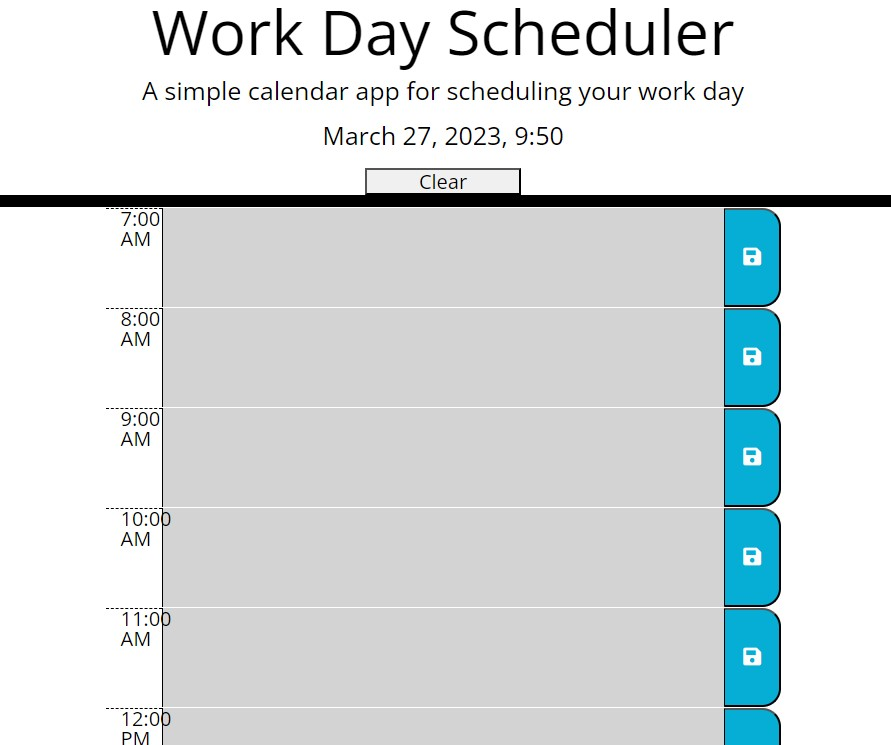 Work Day Scheduler
A simple calendar app for scheduling your work day
March 27, 2023, 9:50
Clear
7:00
AM
8:00
AM
9:00
AM
10:00
AM
11:00
AM
12:00
PM